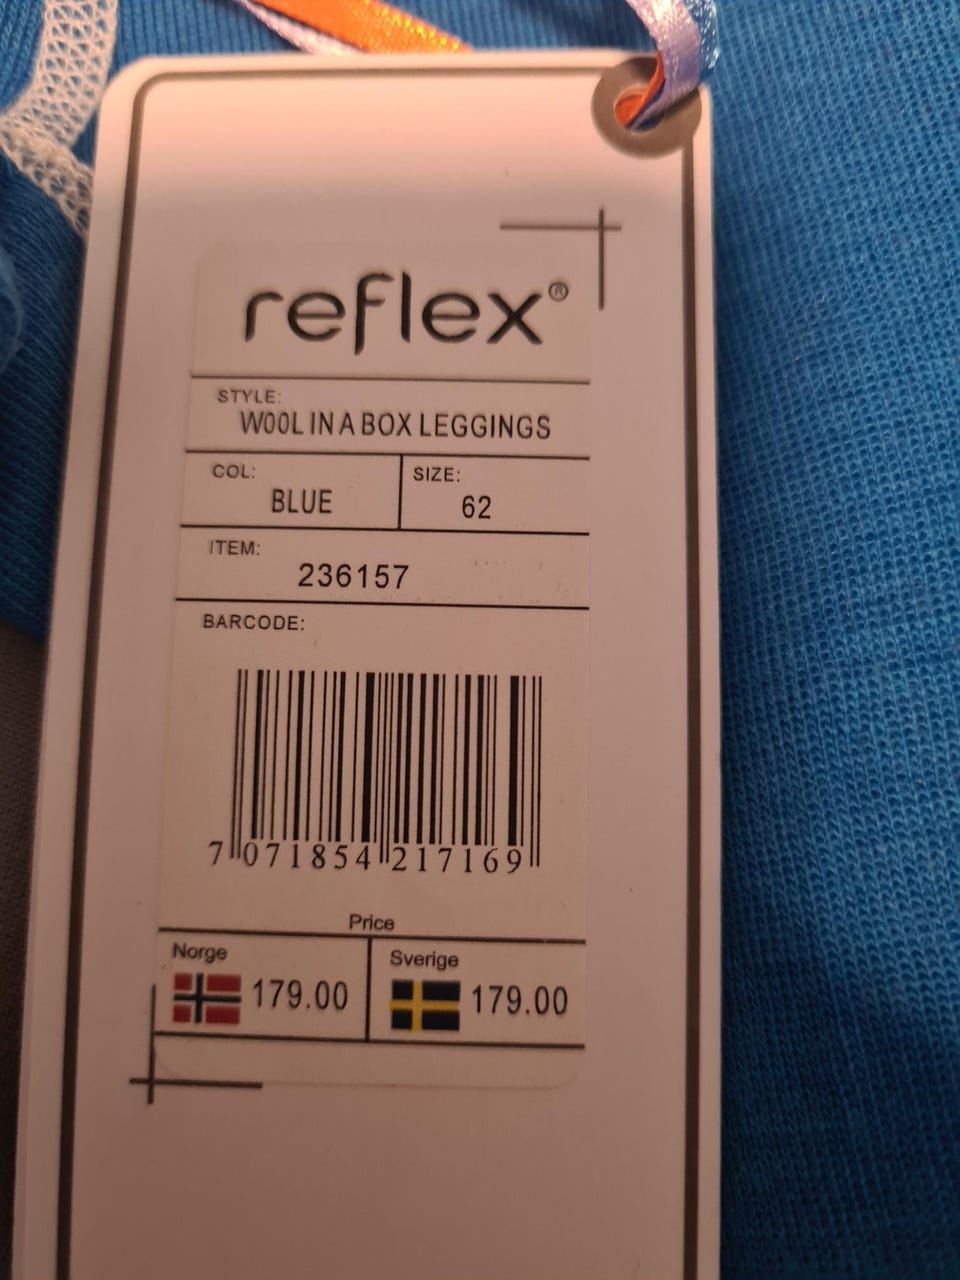 reflex®
STYLE:
WOOL IN A BOX LEGGINGS
COL:
BLUE
SIZE:
62
ITEM:
236157
BARCODE:
7 071854 217169
Price
Norge
179.00
Sverige
179.00